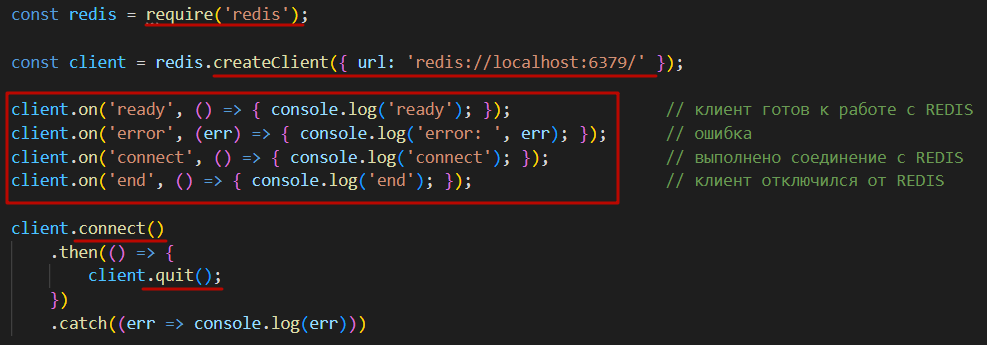 const redis = require('redis');
const client = redis.createClient({ url: 'redis://localhost:6379/' });
client.on('ready', () => { console.log('ready'); }); // клиент готов к работе с REDIS
client.on('error', (err) => { console.log('error: ', err); }); // ошибка
client.on('connect', () => { console.log('connect'); }); // выполнено соединение с REDIS
client.on('end', () => { console.log('end'); }); // клиент отключился от REDIS
client.connect()
.then(() => {
client.quit();
})
.catch((err => console.log(err)))